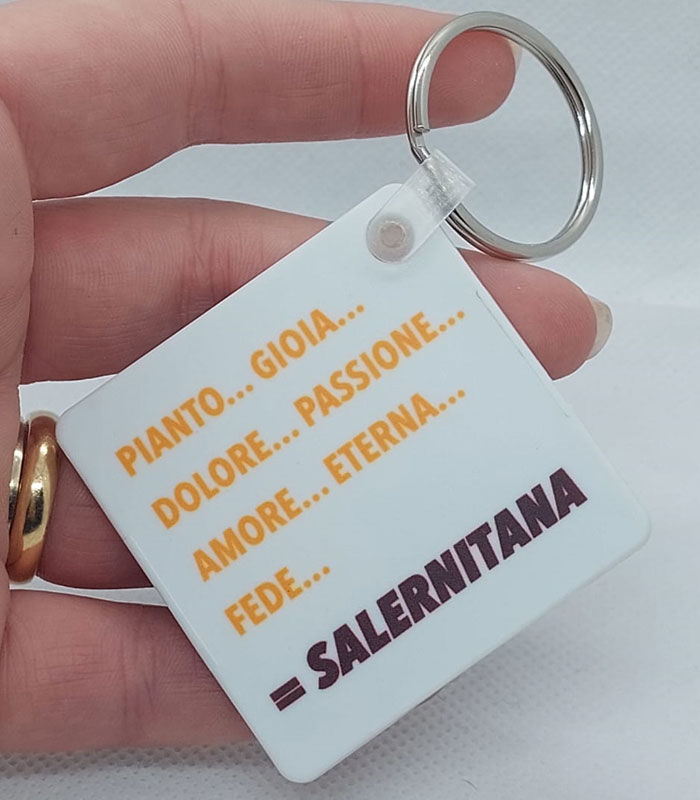 PIANTO... GIOIA...
DOLORE... PASSIONE...
AMORE... ETERNA...
FEDE...
= SALERNITANA